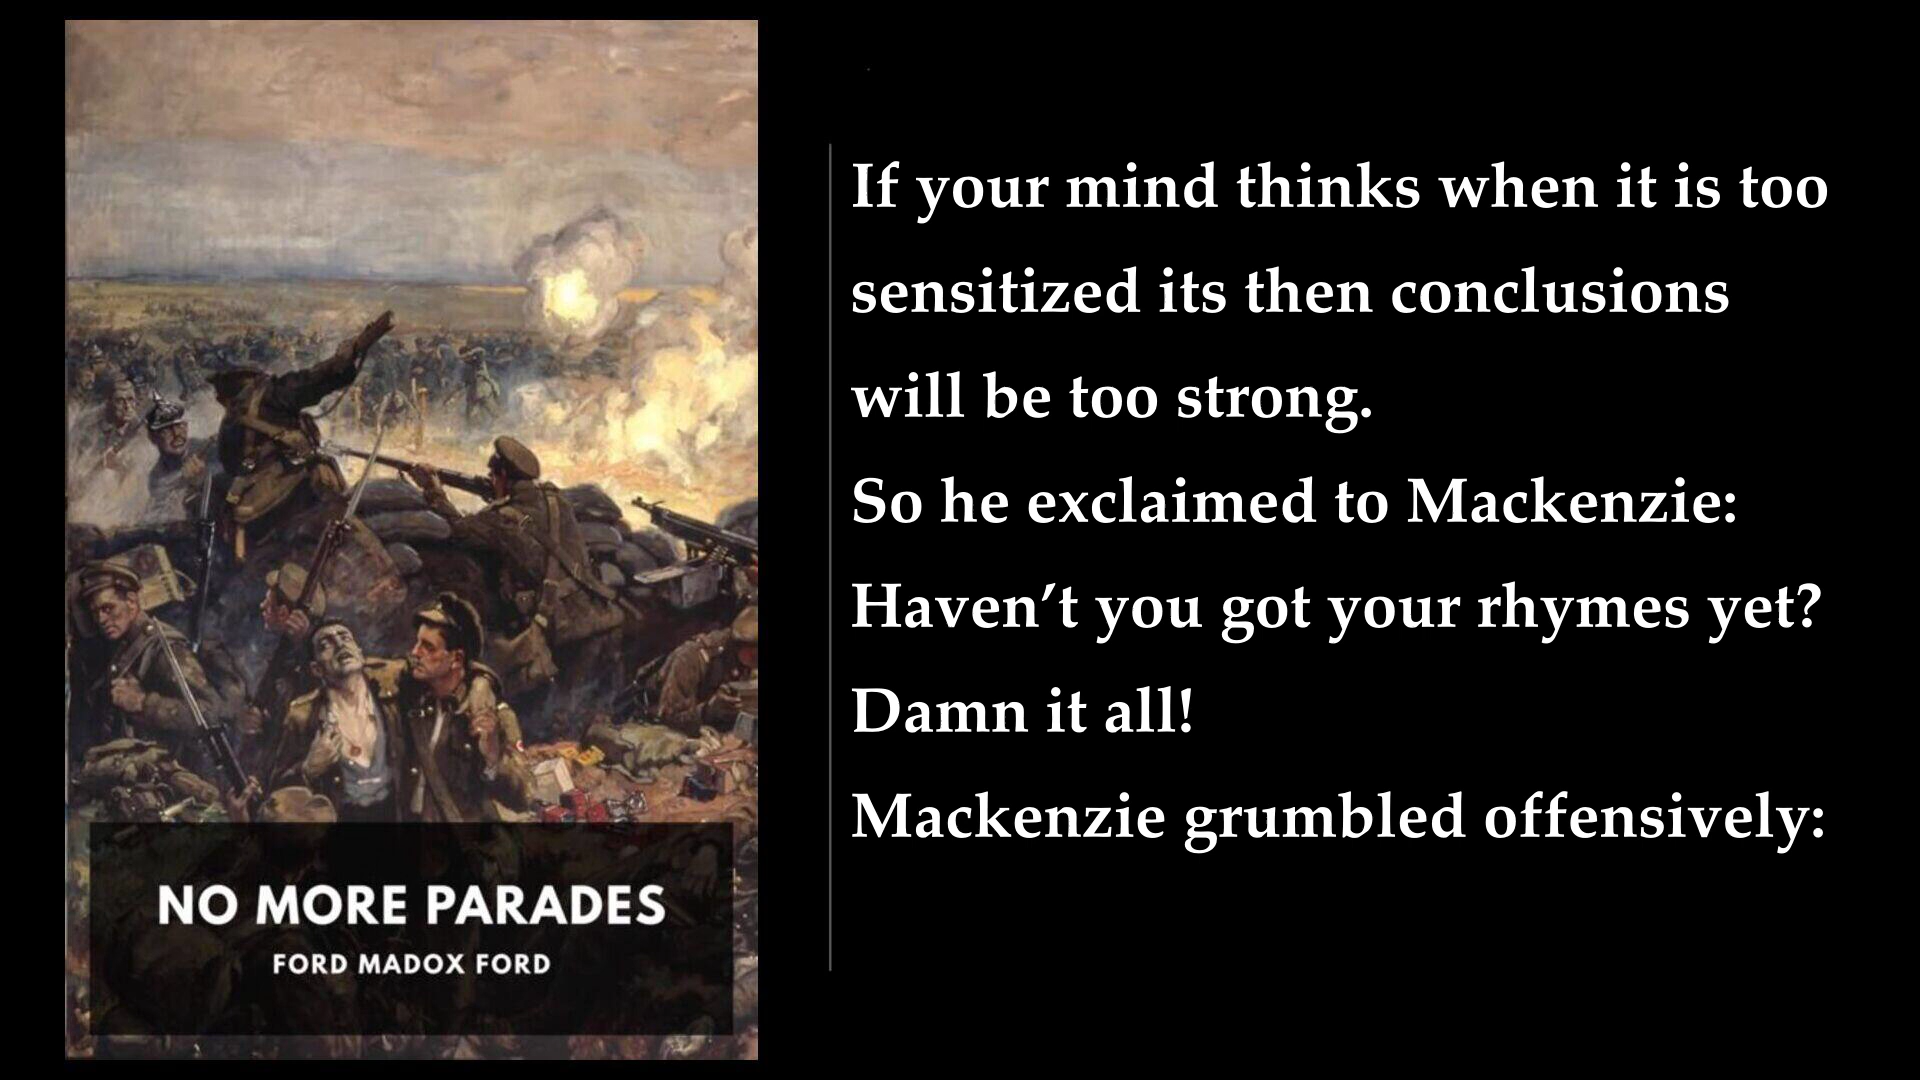 If your mind thinks when it is too
sensitized its then conclusions
will be too strong.
So he exclaimed to Mackenzie:
Haven’t you got your rhymes yet?
Damn it all!
Mackenzie grumbled offensively:
NO MORE PARADES
FORD MADOX FORD